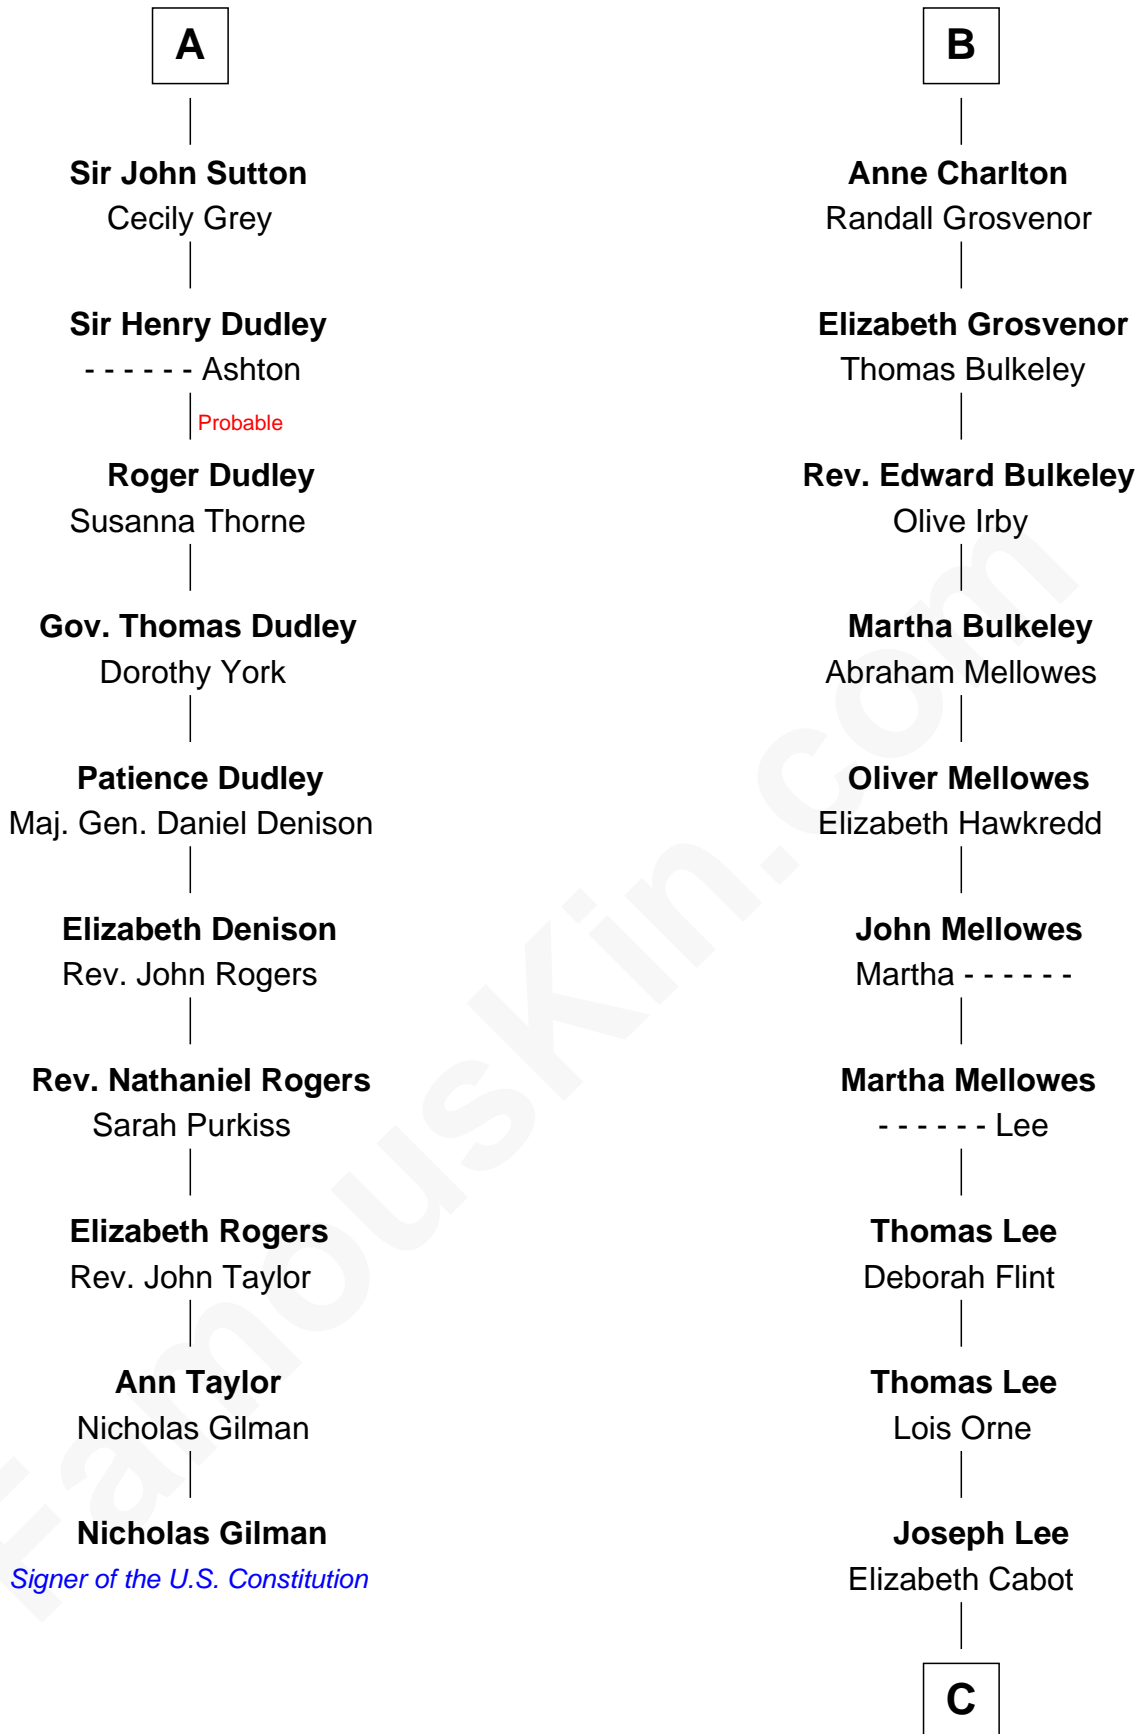 A
Sir John Sutton
Cecily Grey
Sir Henry Dudley
- - - - - - Ashton
Probable
Roger Dudley
Susanna Thorne
Gov. Thomas Dudley
Dorothy York
Patience Dudley
Maj. Gen. Daniel Denison
Elizabeth Denison
Rev. John Rogers
Rev. Nathaniel Rogers
Sarah Purkiss
Elizabeth Rogers
Rev. John Taylor
Ann Taylor
Nicholas Gilman
Nicholas Gilman
Signer of the U.S. Constitution
B
Anne Charlton
Randall Grosvenor
Elizabeth Grosvenor
Thomas Bulkeley
Rev. Edward Bulkeley
Olive Irby
Martha Bulkeley
Abraham Mellowes
Oliver Mellowes
Elizabeth Hawkredd
John Mellowes
Martha - - - - - -
Martha Mellowes
- - - - - - Lee
Thomas Lee
Deborah Flint
Thomas Lee
Lois Orne
Joseph Lee
Elizabeth Cabot
C
FamousKin.com